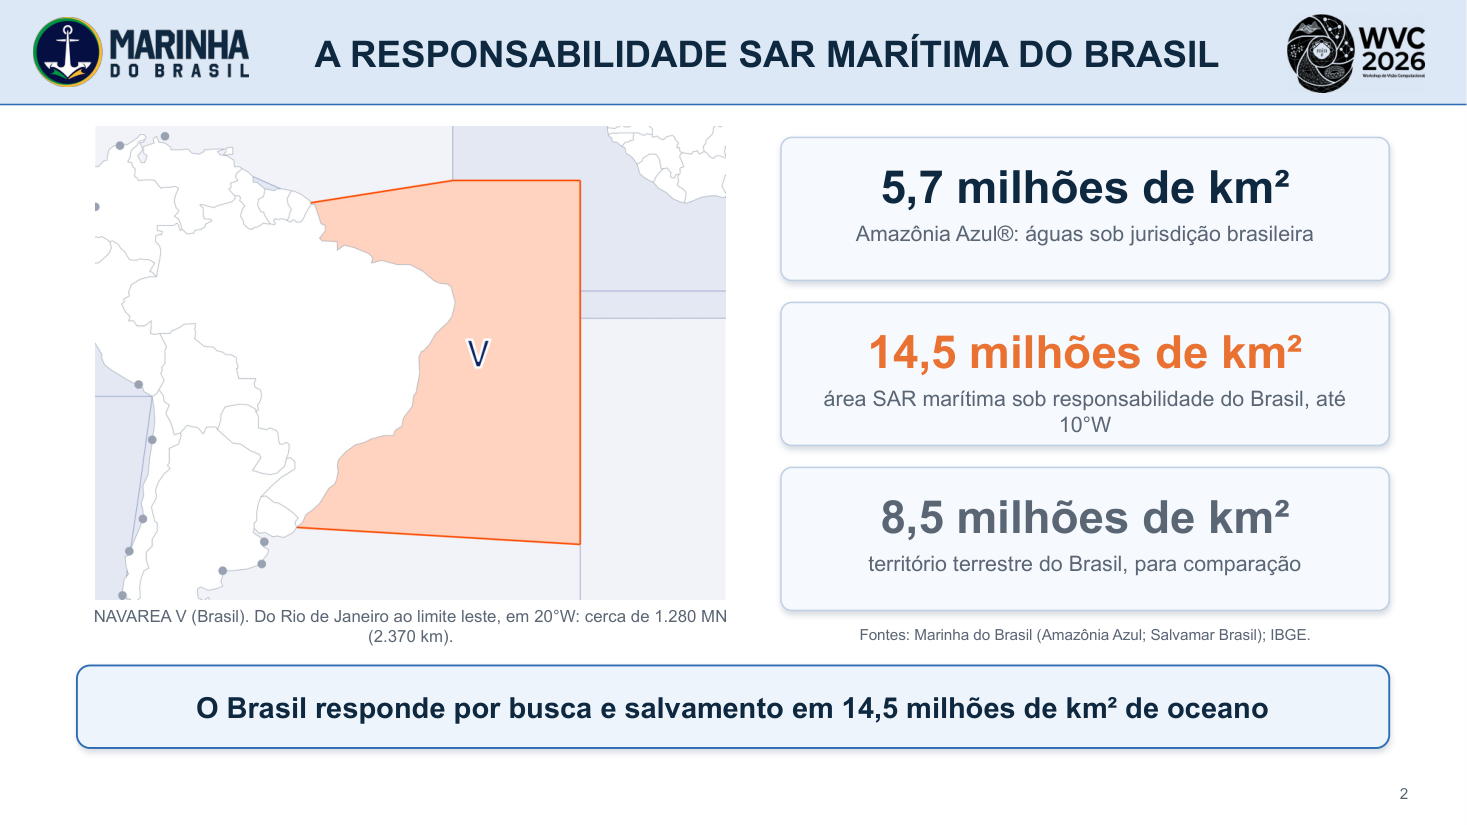 MARINHA
DO BRASIL
A RESPONSABILIDADE SAR MARÍTIMA DO BRASIL
WVC
2026
Workshop de Visão Computacional
V
NAVAREA V (Brasil). Do Rio de Janeiro ao limite leste, em 20°W: cerca de 1.280 MN
(2.370 km).
5,7 milhões de km²
Amazônia Azul®: águas sob jurisdição brasileira
14,5 milhões de km²
área SAR marítima sob responsabilidade do Brasil, até
10°W
8,5 milhões de km²
território terrestre do Brasil, para comparação
Fontes: Marinha do Brasil (Amazônia Azul; Salvamar Brasil); IBGE.
O Brasil responde por busca e salvamento em 14,5 milhões de km² de oceano
2